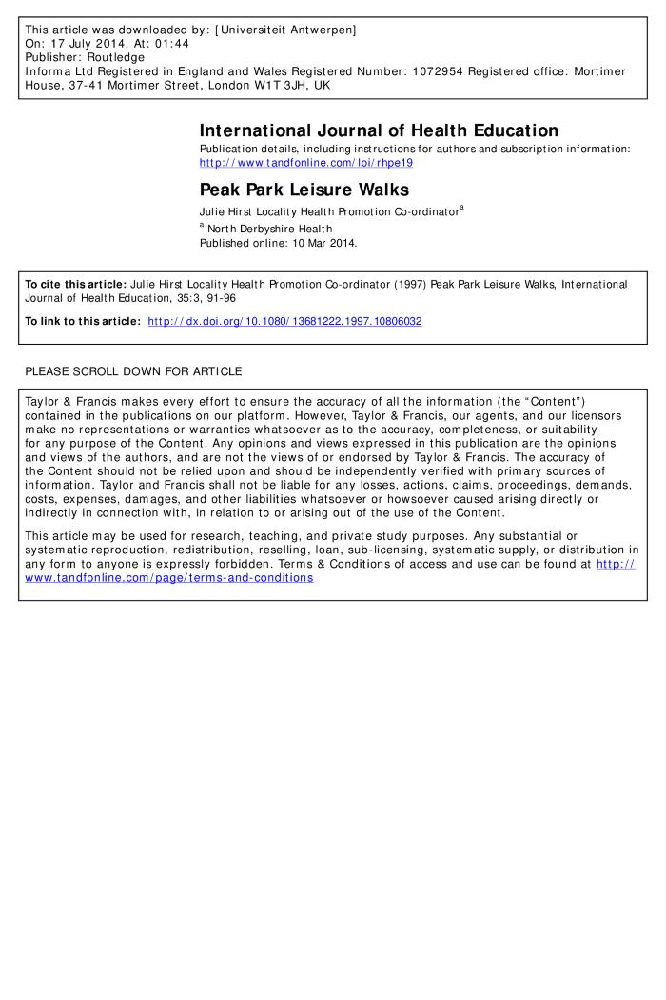 This article was downloaded by: [Universiteit Antwerpen]
On: 17 July 2014, At: 01:44
Publisher: Routledge
Informa Ltd Registered in England and Wales Registered Number: 1072954 Registered office: Mortimer
House, 37-41 Mortimer Street, London W1T 3JH, UK
International Journal of Health Education
Publication details, including instructions for authors and subscription information:
http://www.tandfonline.com/loi/rhpe19
Peak Park Leisure Walks
Julie Hirst Locality Health Promotion Co-ordinatorᵃ
ᵃ North Derbyshire Health
Published online: 10 Mar 2014.
To cite this article: Julie Hirst Locality Health Promotion Co-ordinator (1997) Peak Park Leisure Walks, International
Journal of Health Education, 35:3, 91-96
To link to this article: http://dx.doi.org/10.1080/13681222.1997.10806032
PLEASE SCROLL DOWN FOR ARTICLE
Taylor & Francis makes every effort to ensure the accuracy of all the information (the “Content”)
contained in the publications on our platform. However, Taylor & Francis, our agents, and our licensors
make no representations or warranties whatsoever as to the accuracy, completeness, or suitability
for any purpose of the Content. Any opinions and views expressed in this publication are the opinions
and views of the authors, and are not the views of or endorsed by Taylor & Francis. The accuracy of
the Content should not be relied upon and should be independently verified with primary sources of
information. Taylor and Francis shall not be liable for any losses, actions, claims, proceedings, demands,
costs, expenses, damages, and other liabilities whatsoever or howsoever caused arising directly or
indirectly in connection with, in relation to or arising out of the use of the Content.
This article may be used for research, teaching, and private study purposes. Any substantial or
systematic reproduction, redistribution, reselling, loan, sub-licensing, systematic supply, or distribution in
any form to anyone is expressly forbidden. Terms & Conditions of access and use can be found at http://
www.tandfonline.com/page/terms-and-conditions